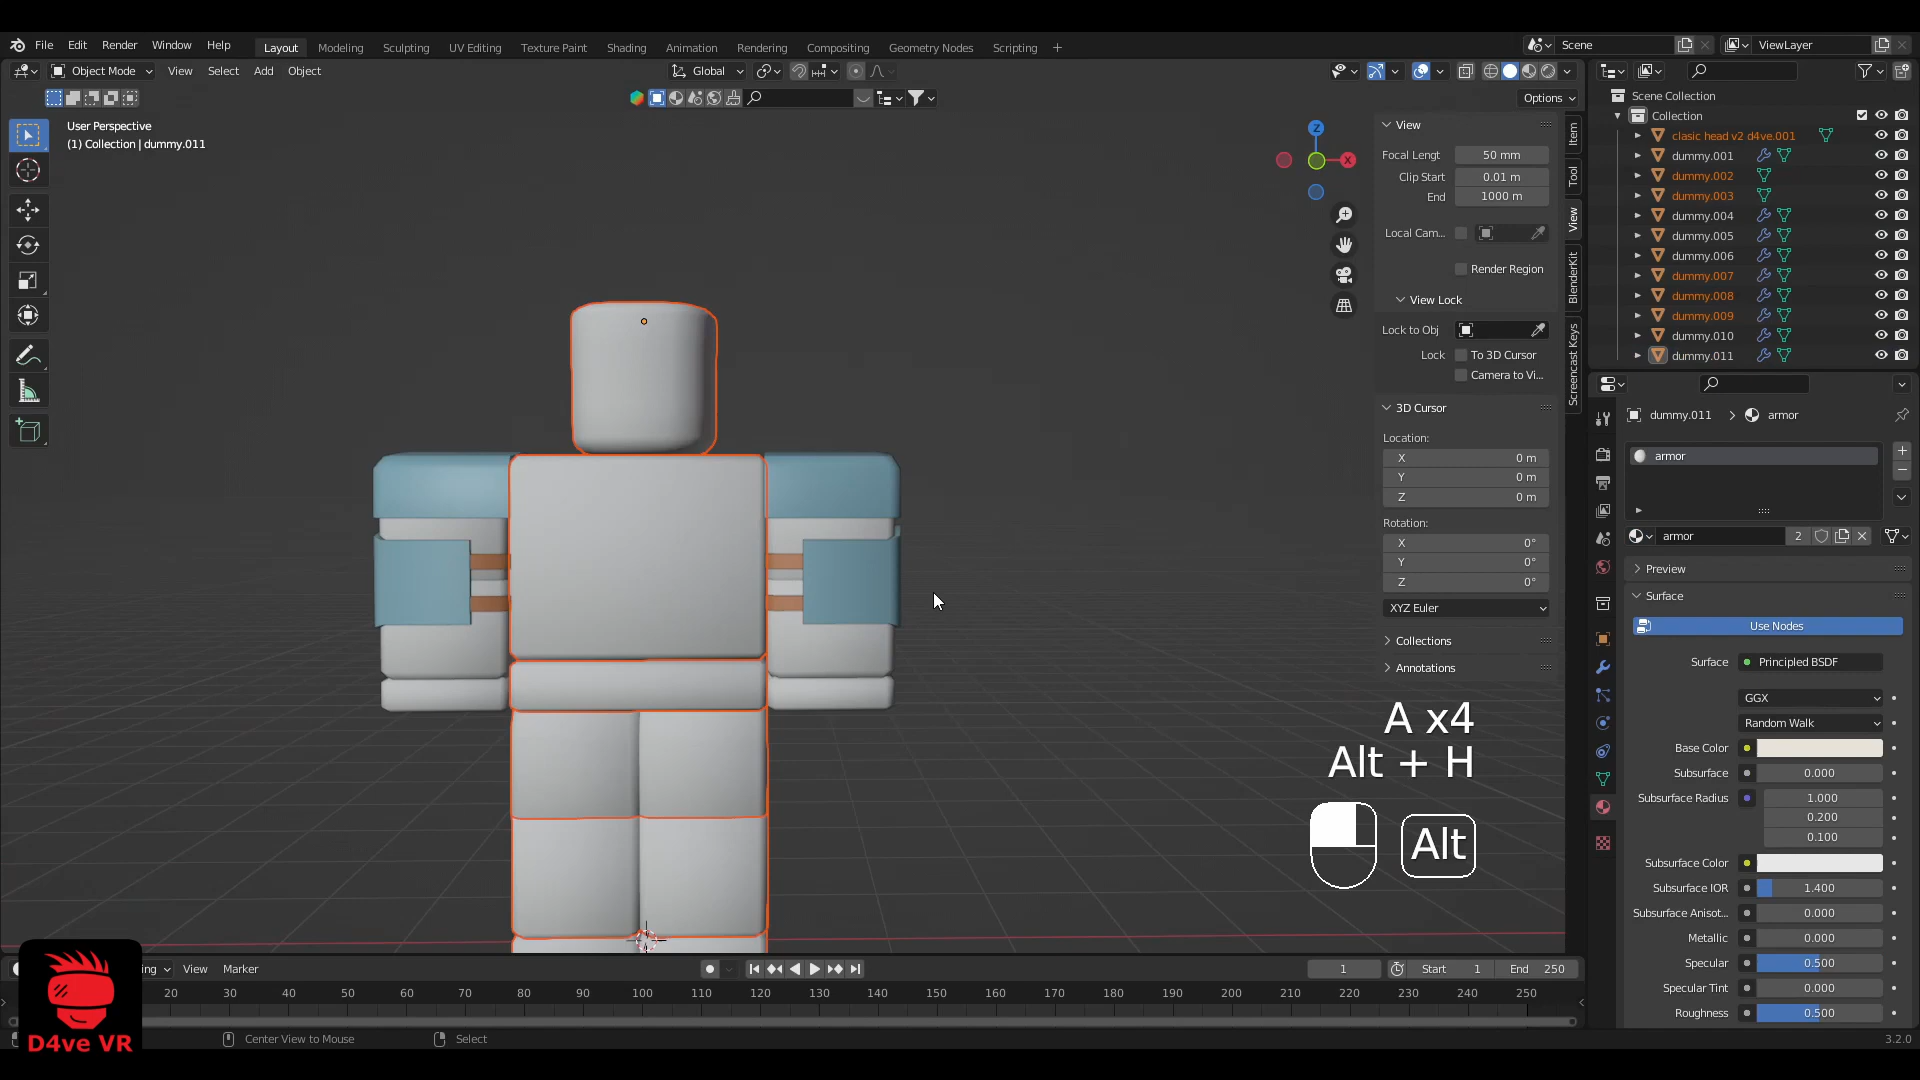 File Edit Render Window Help Layout Modeling Sculpting UV Editing Texture Paint Shading Animation Rendering Compositing Geometry Nodes Scripting + Scene ViewLayer
Object Mode View Select Add Object Global
Options
User Perspective
(1) Collection | dummy.011
Z
X
View
Focal Lengt 50 mm
Clip Start 0.01 m
End 1000 m
Local Cam...
Render Region
View Lock
Lock to Obj
Lock To 3D Cursor
Camera to Vi...
3D Cursor
Location:
X 0 m
Y 0 m
Z 0 m
Rotation:
X 0°
Y 0°
Z 0°
XYZ Euler
Collections
Annotations
Item
Tool
View
BlenderKit
Screencast Keys
A x4
Alt + H
Alt
Scene Collection
Collection
clasic head v2 d4ve.001
dummy.001
dummy.002
dummy.003
dummy.004
dummy.005
dummy.006
dummy.007
dummy.008
dummy.009
dummy.010
dummy.011
dummy.011 armor
armor
armor 2
Preview
Surface
Use Nodes
Surface Principled BSDF
GGX
Random Walk
Base Color
Subsurface 0.000
Subsurface Radius 1.000
0.200
0.100
Subsurface Color
Subsurface IOR 1.400
Subsurface Anisot... 0.000
Metallic 0.000
Specular 0.500
Specular Tint 0.000
Roughness 0.500
ing View Marker 1 Start 1 End 250
20 30 40 50 60 70 80 90 100 110 120 130 140 150 160 170 180 190 200 210 220 230 240 250
D4ve VR
Center View to Mouse Select 3.2.0